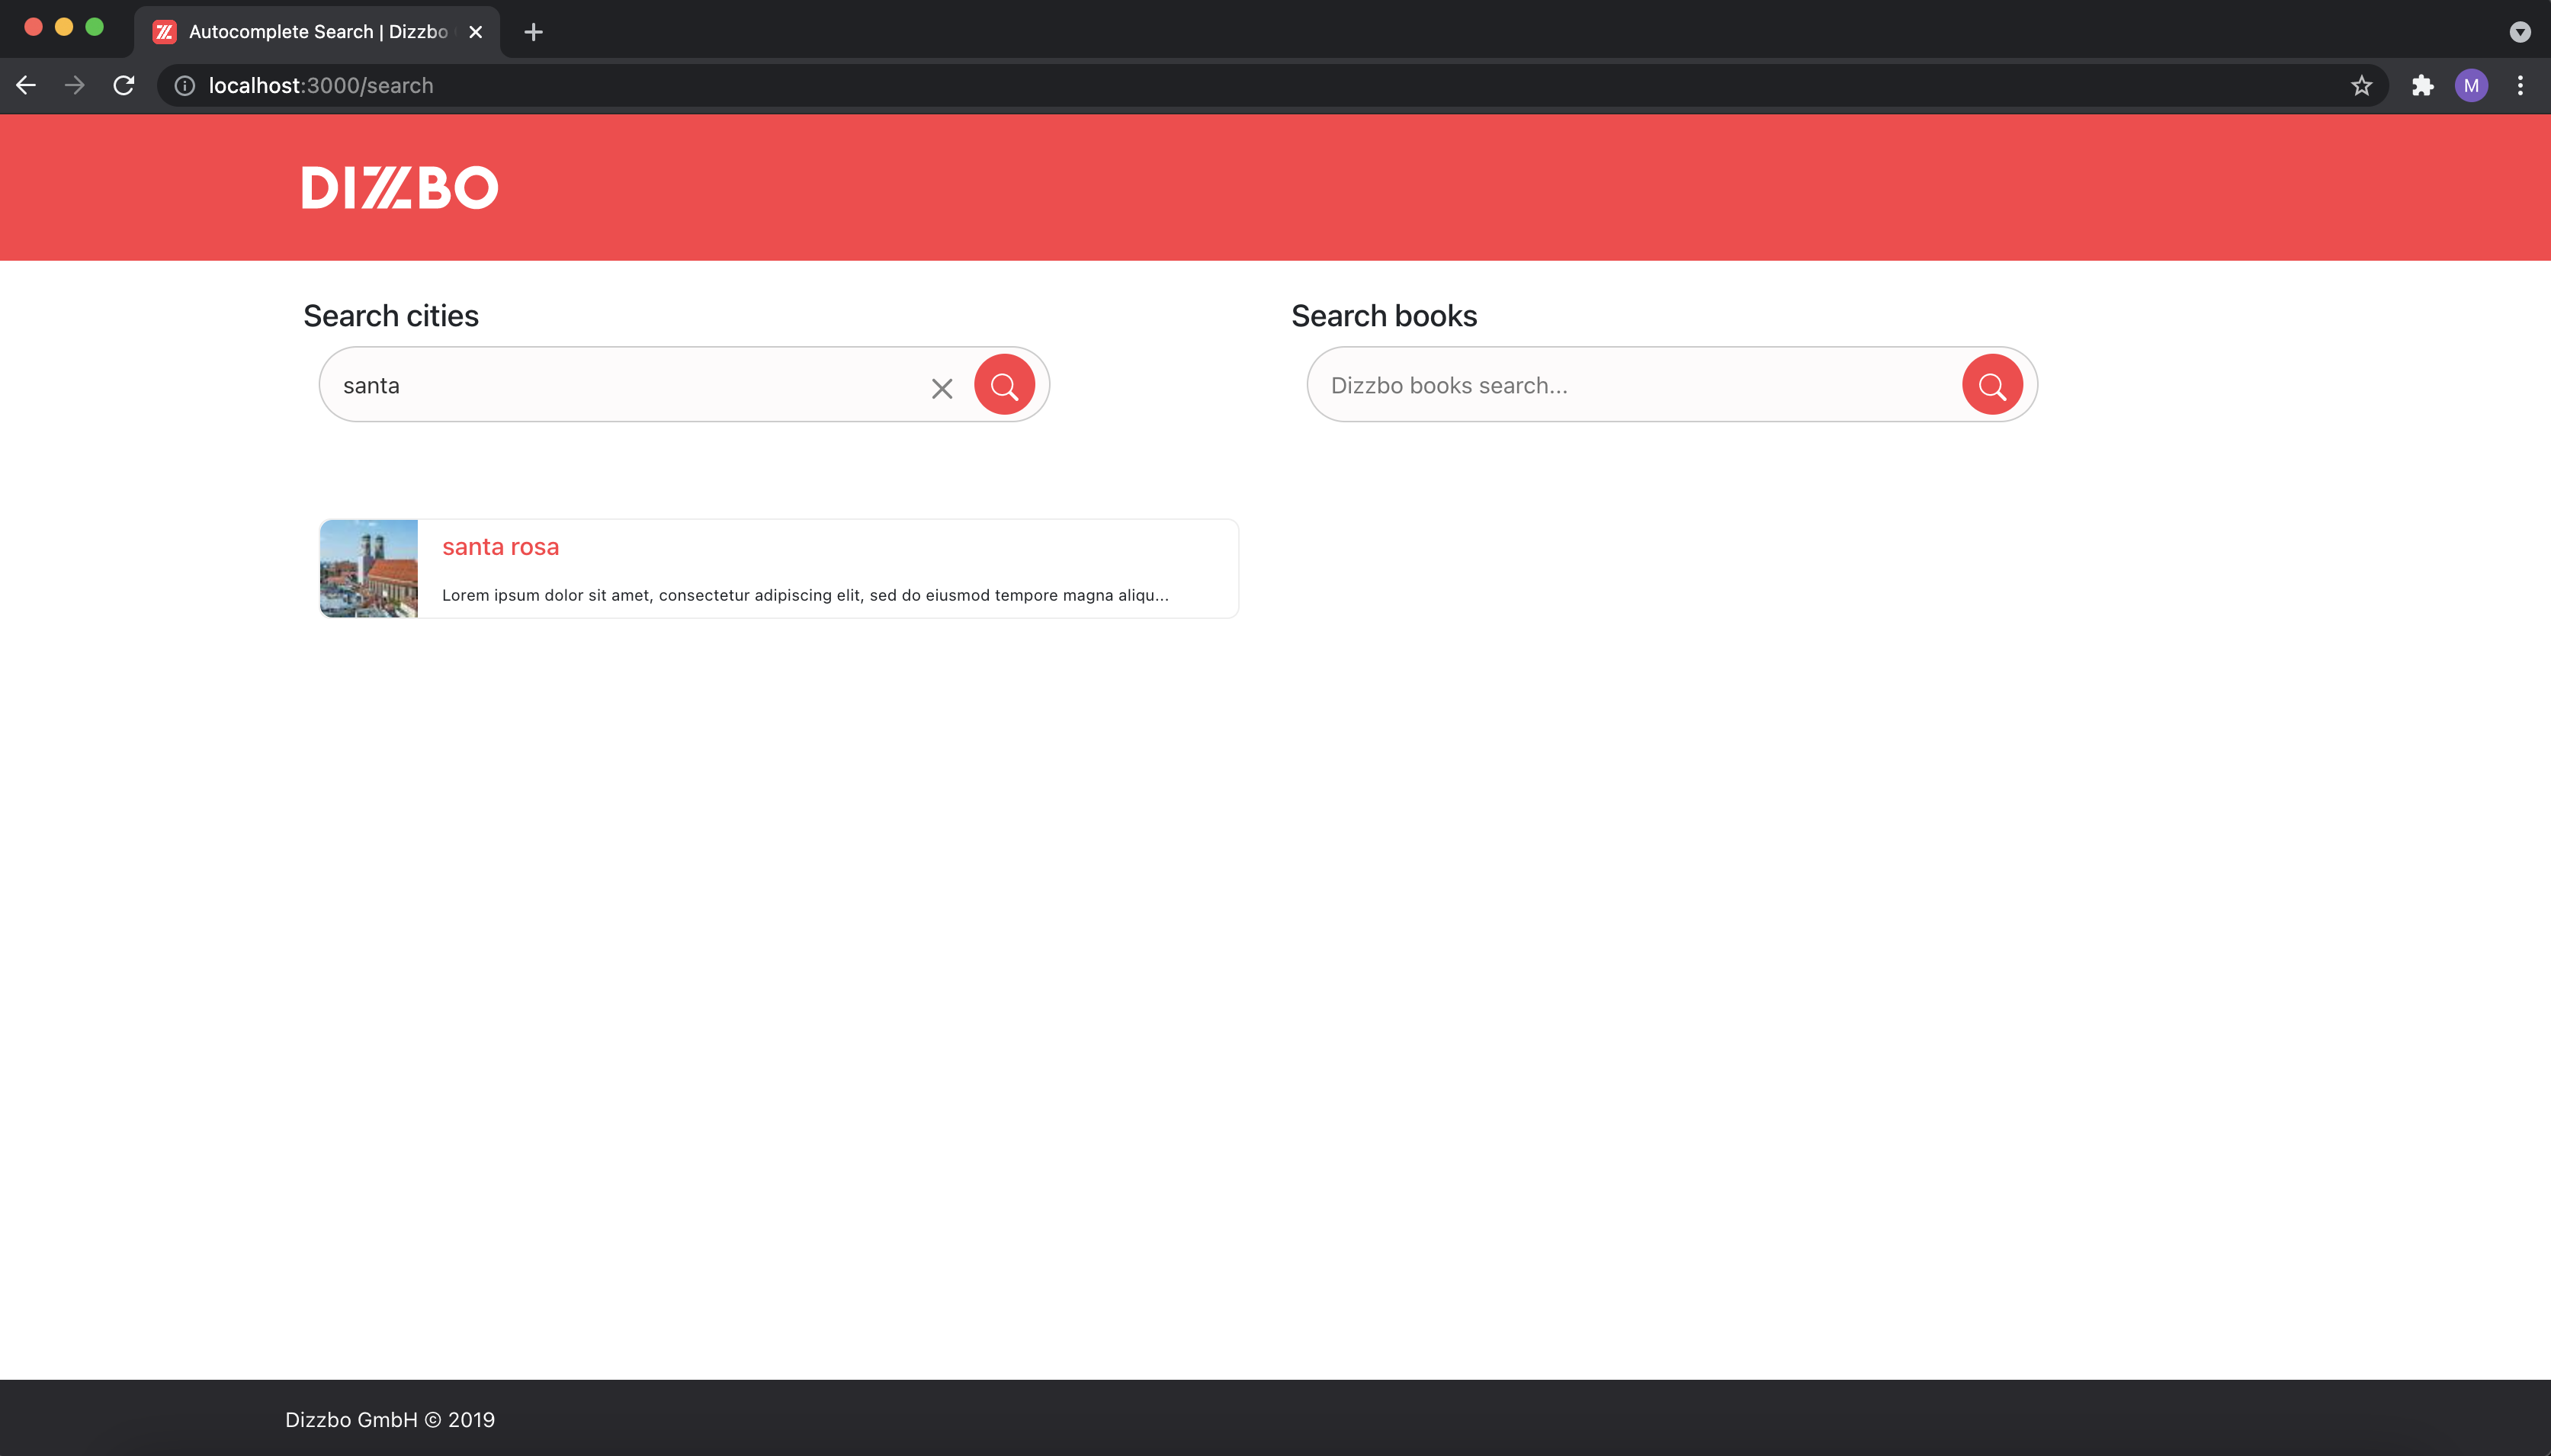 Autocomplete Search | Dizzbo
localhost:3000/search
M
DIZZBO
Search cities
santa
Search books
Dizzbo books search...
santa rosa
Lorem ipsum dolor sit amet, consectetur adipiscing elit, sed do eiusmod tempore magna aliqu...
Dizzbo GmbH © 2019